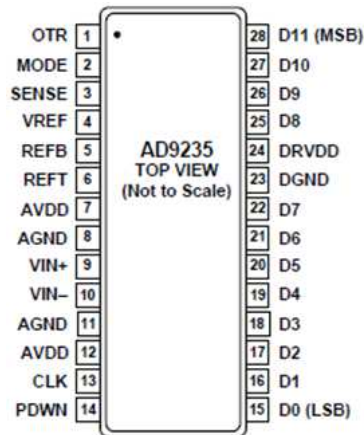 OTR 1 28 D11 (MSB)
MODE 2 27 D10
SENSE 3 26 D9
VREF 4 25 D8
REFB 5 AD9235 24 DRVDD
REFT 6 TOP VIEW 23 DGND
(Not to Scale)
AVDD 7 22 D7
AGND 8 21 D6
VIN+ 9 20 D5
VIN– 10 19 D4
AGND 11 18 D3
AVDD 12 17 D2
CLK 13 16 D1
PDWN 14 15 D0 (LSB)